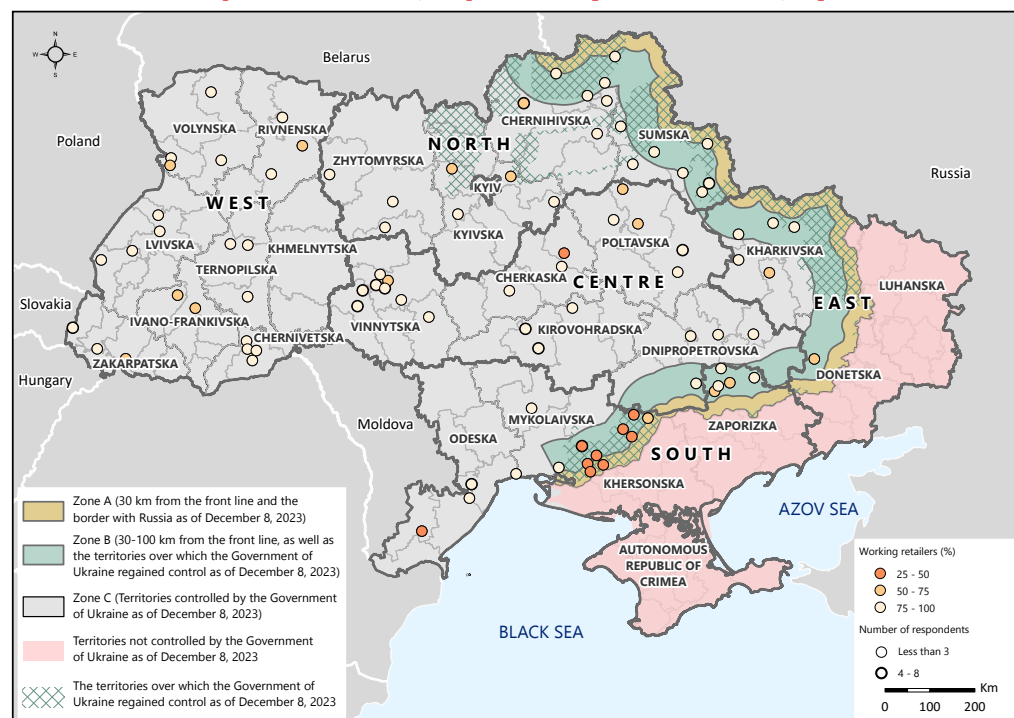 N
W
E
S
Belarus
Poland
Russia
Slovakia
Hungary
Moldova
VOLYNSKA
RIVNENSKA
ZHYTOMYRSKA
NORTH
CHERNIHIVSKA
SUMSKA
KYIV
WEST
LVIVSKA
KHMELNYTSKA
TERNOPILSKA
KYIVSKA
POLTAVSKA
KHARKIVSKA
CHERKASKA
CENTRE
LUHANSKA
EAST
IVANO-FRANKIVSKA
CHERNIVETSKA
VINNYTSKA
KIROVOHRADSKA
ZAKARPATSKA
DNIPROPETROVSKA
DONETSKA
MYKOLAIVSKA
ODESKA
ZAPORIZKA
SOUTH
KHERSONSKA
AZOV SEA
AUTONOMOUS
REPUBLIC OF
CRIMEA
BLACK SEA
Zone A (30 km from the front line and the
border with Russia as of December 8, 2023)
Zone B (30-100 km from the front line, as well as
the territories over which the Government of
Ukraine regained control as of December 8, 2023)
Zone C (Territories controlled by the Government
of Ukraine as of December 8, 2023)
Territories not controlled by the Government
of Ukraine as of December 8, 2023
The territories over which the Government of
Ukraine regained control as of December 8, 2023
Working retailers (%)
25 - 50
50 - 75
75 - 100
Number of respondents
Less than 3
4 - 8
Km
0 100 200